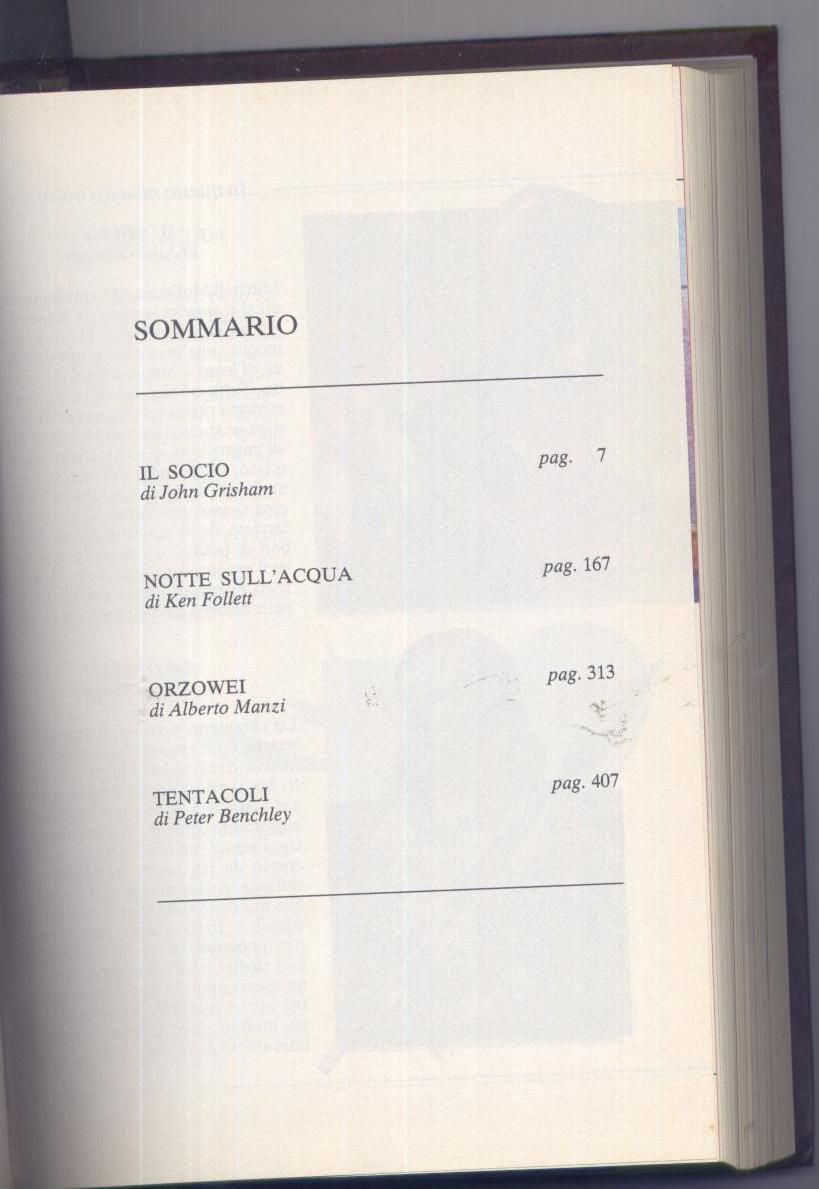 SOMMARIO
IL SOCIO pag. 7
di John Grisham
NOTTE SULL'ACQUA pag. 167
di Ken Follett
ORZOWEI pag. 313
di Alberto Manzi
TENTACOLI pag. 407
di Peter Benchley